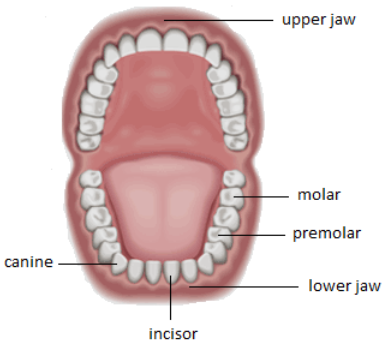 upper jaw
molar
premolar
canine
lower jaw
incisor